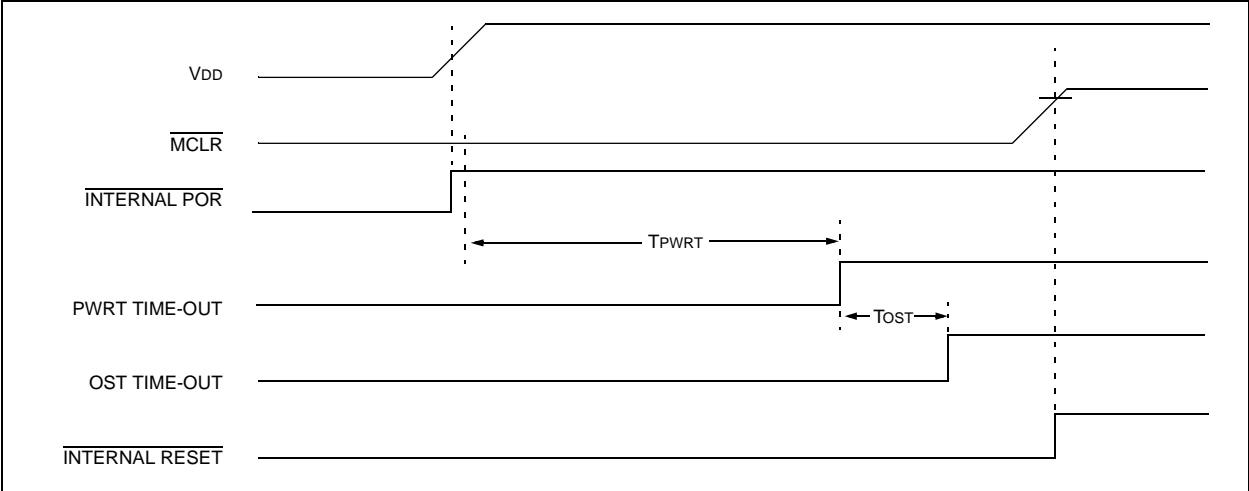 VDD
MCLR
INTERNAL POR
TPWRT
PWRT TIME-OUT
TOST
OST TIME-OUT
INTERNAL RESET